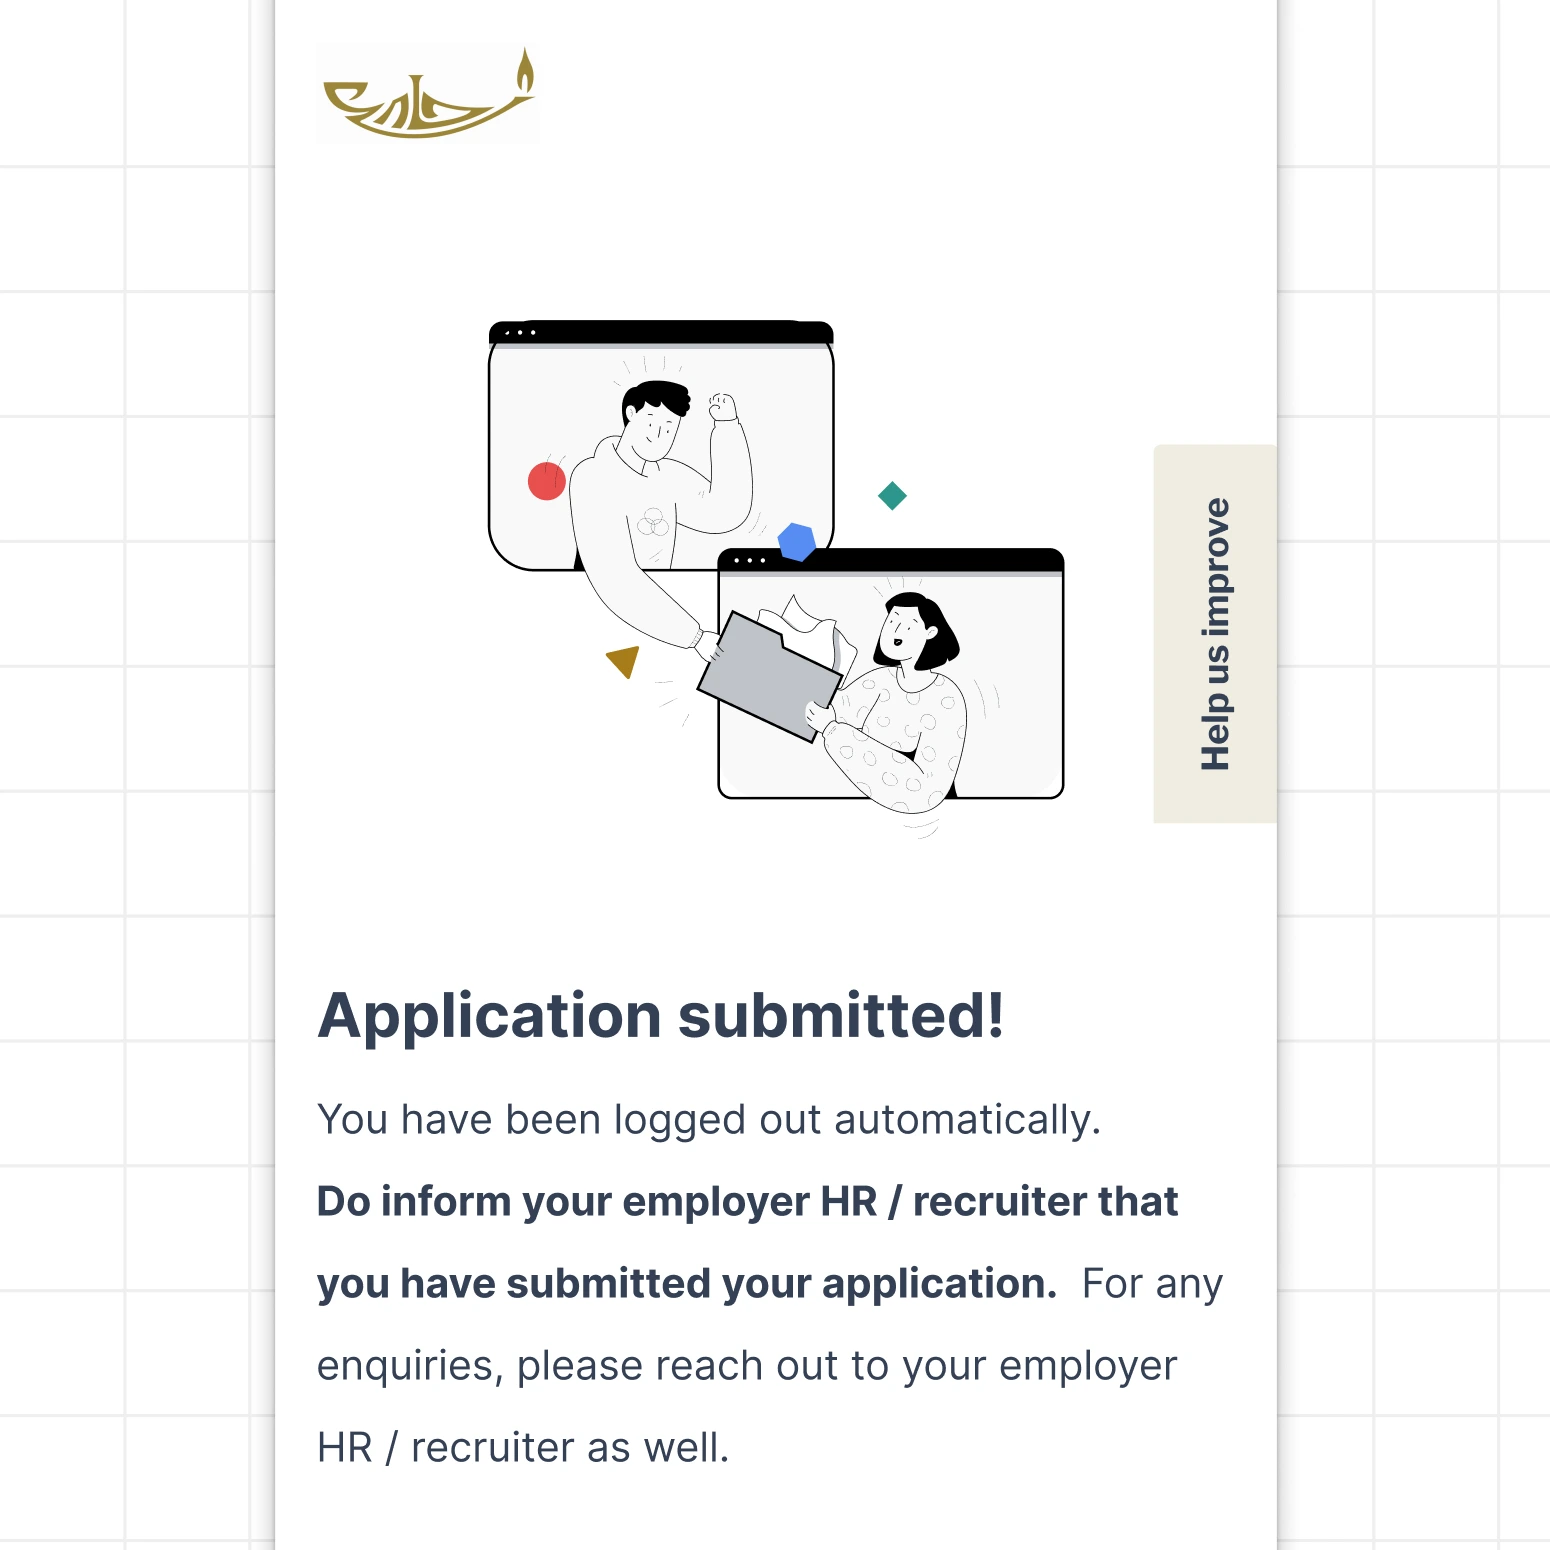 Help us improve
Application submitted!
You have been logged out automatically.
Do inform your employer HR / recruiter that
you have submitted your application.  For any
enquiries, please reach out to your employer
HR / recruiter as well.